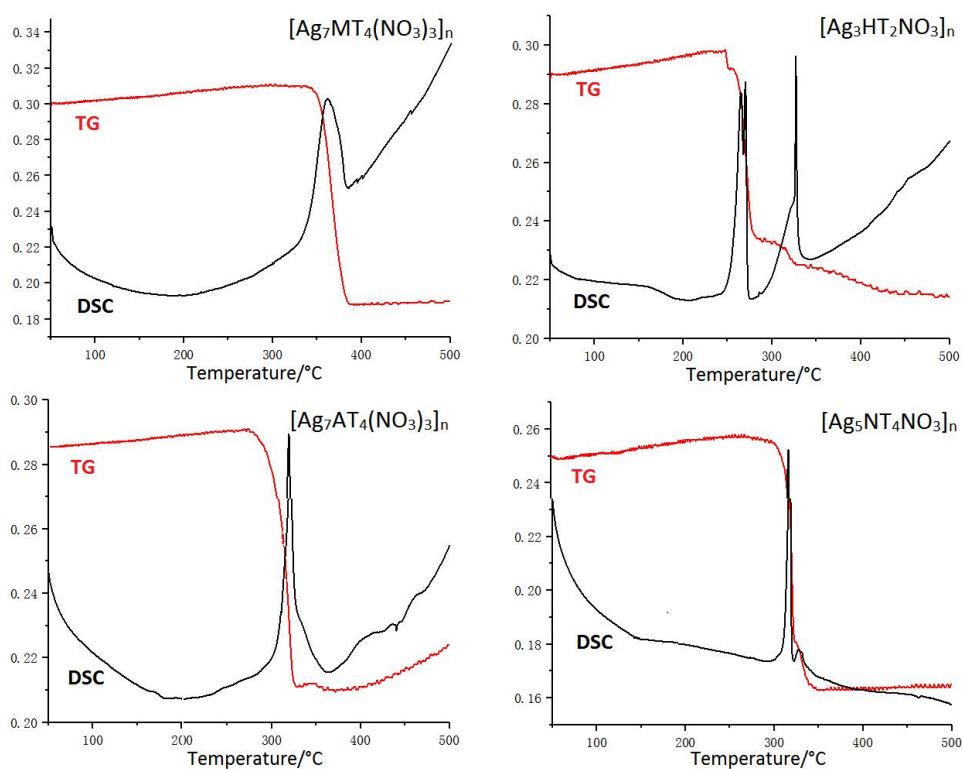 [Ag₇MT₄(NO₃)₃]n
0.34
0.32
0.30
0.28
0.26
0.24
0.22
0.20
0.18
TG
DSC
100
200
300
400
500
Temperature/°C
[Ag₃HT₂NO₃]n
0.30
0.28
0.26
0.24
0.22
0.20
TG
DSC
100
200
300
400
500
Temperature/°C
[Ag₇AT₄(NO₃)₃]n
0.30
0.28
0.26
0.24
0.22
0.20
TG
DSC
100
200
300
400
500
Temperature/°C
[Ag₅NT₄NO₃]n
0.26
0.24
0.22
0.20
0.18
0.16
TG
DSC
100
200
300
400
500
Temperature/°C